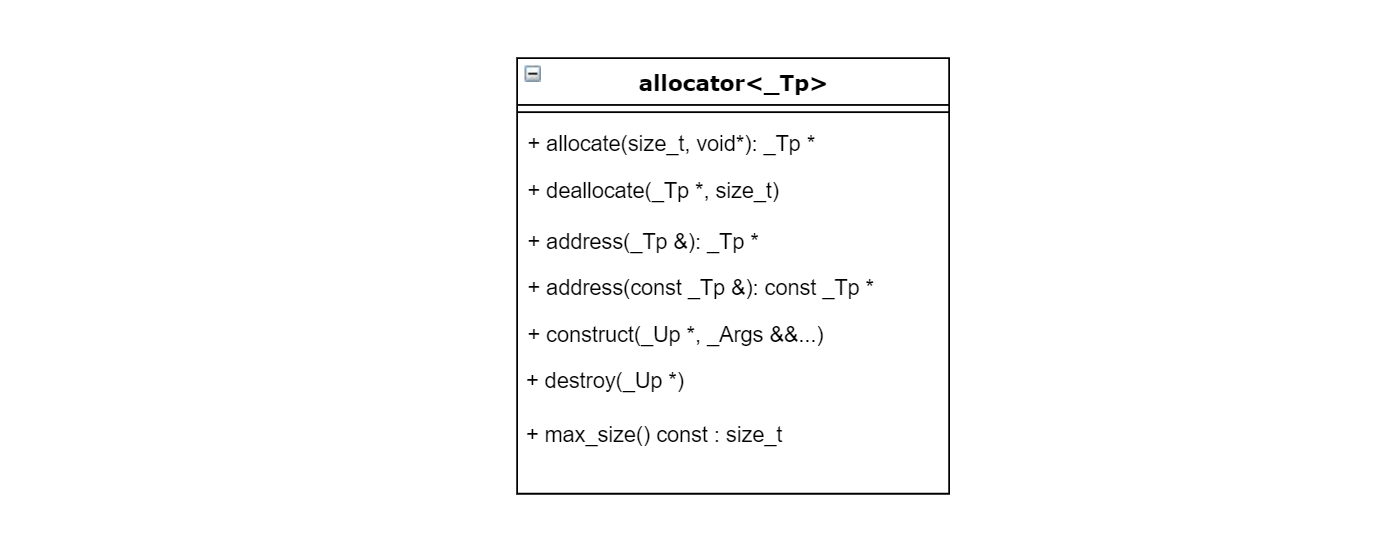 allocator<_Tp>
+ allocate(size_t, void*): _Tp *
+ deallocate(_Tp *, size_t)
+ address(_Tp &): _Tp *
+ address(const _Tp &): const _Tp *
+ construct(_Up *, _Args &&...)
+ destroy(_Up *)
+ max_size() const : size_t